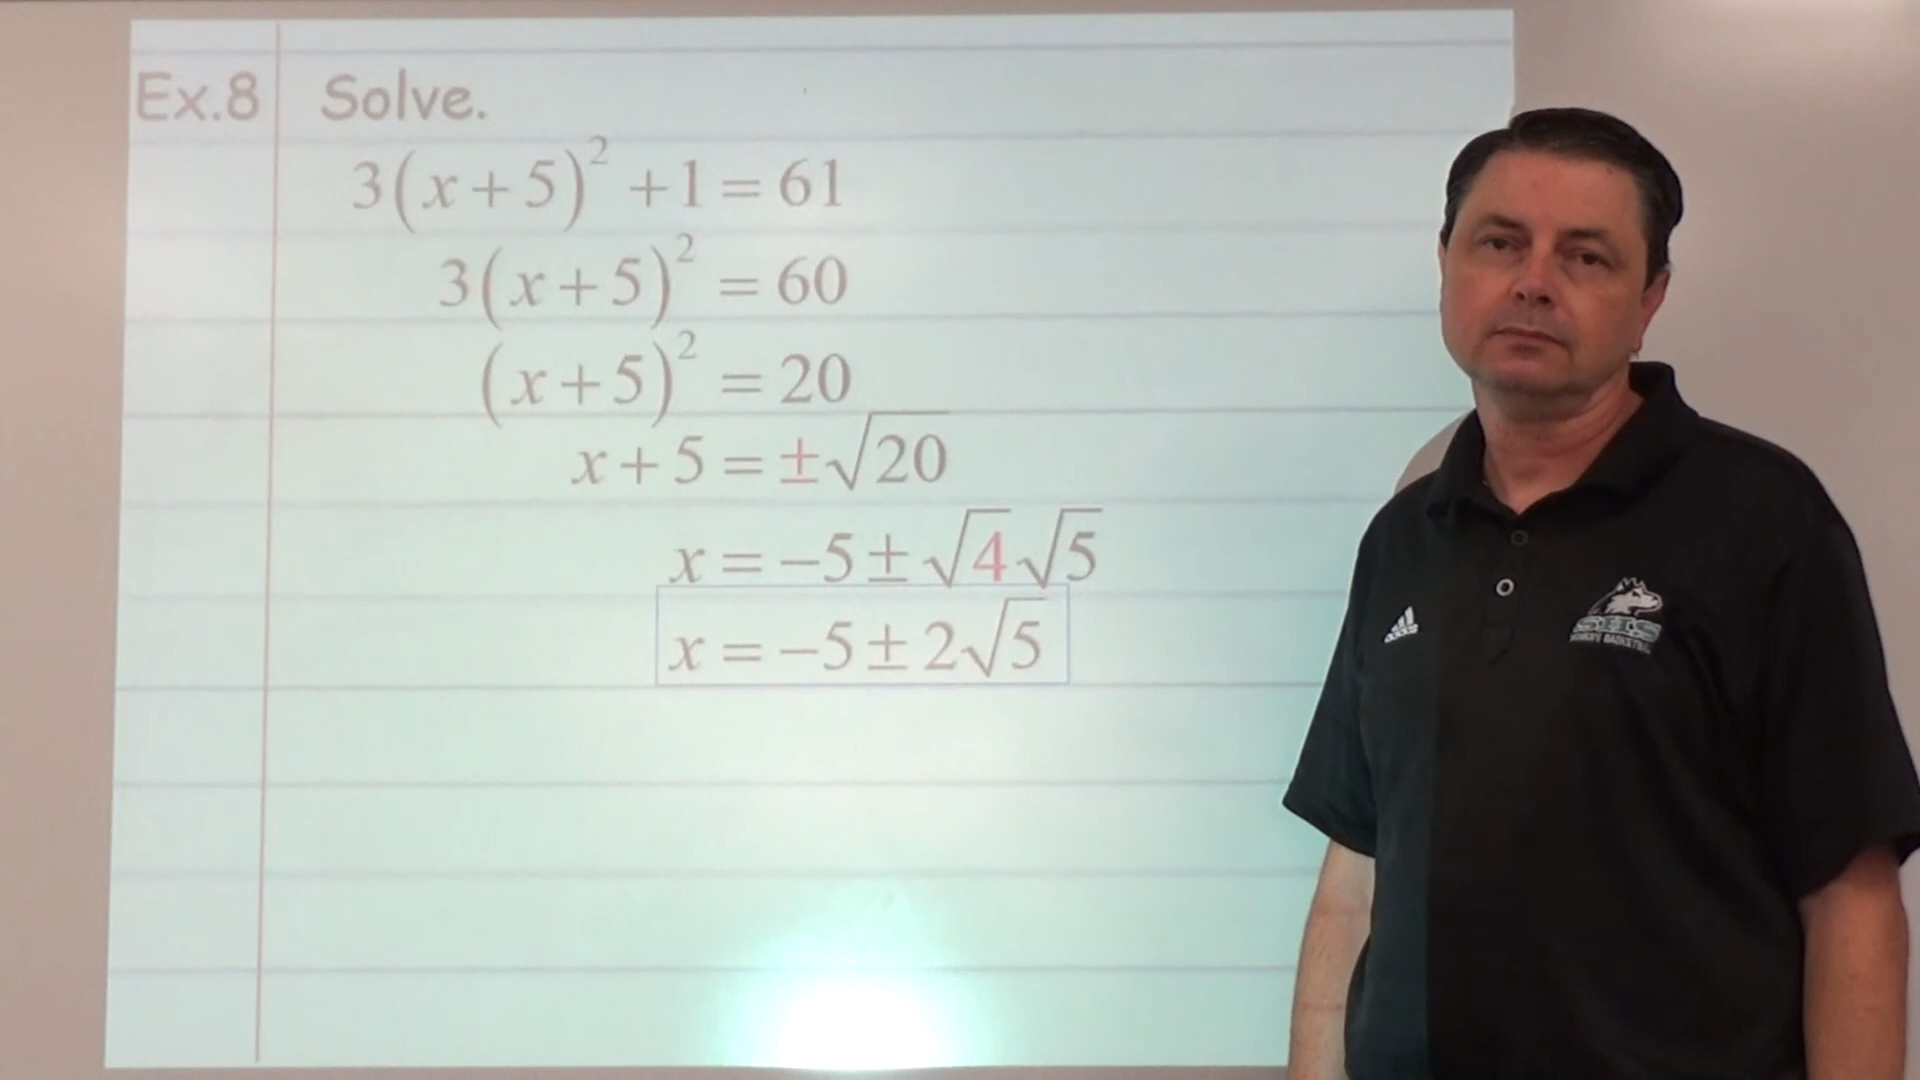 Ex.8 Solve.
3(x+5)² +1 = 61
3(x+5)² = 60
(x+5)² = 20
x+5 = ±√20
x = −5 ± √4√5
x = −5 ± 2√5
SHS